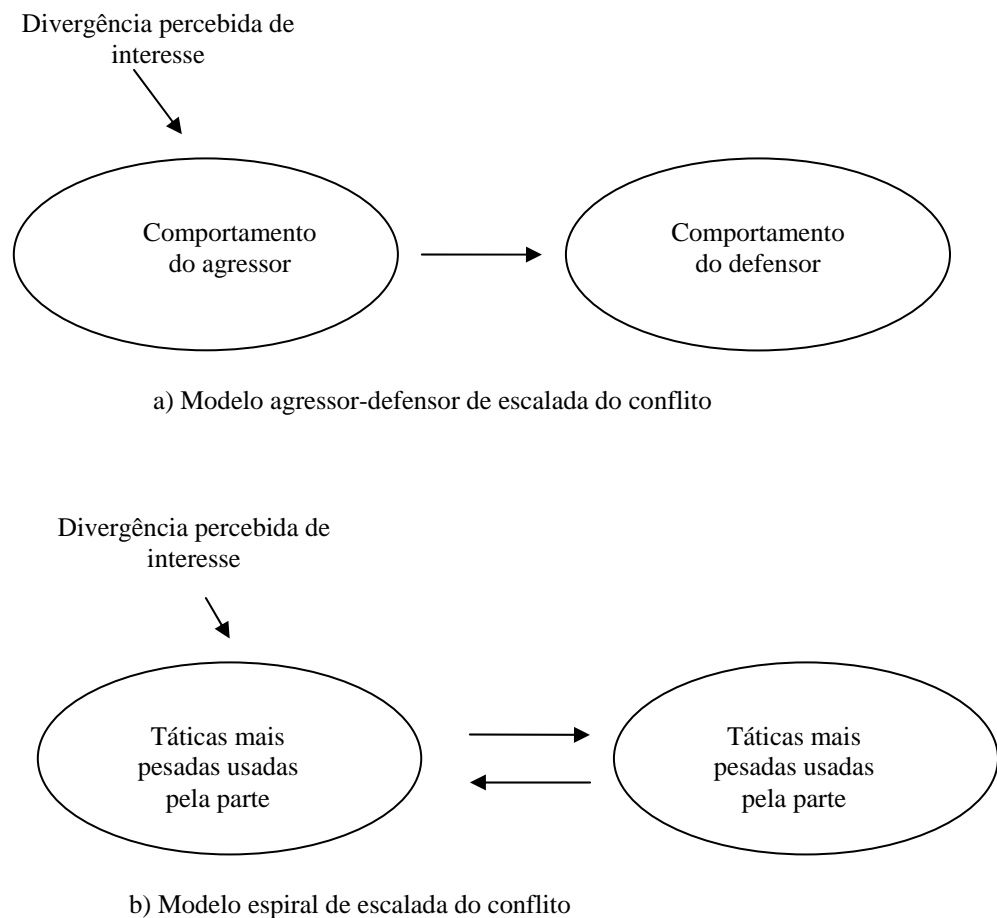 Divergência percebida de
interesse
Comportamento
do agressor
Comportamento
do defensor
a) Modelo agressor-defensor de escalada do conflito
Divergência percebida de
interesse
Táticas mais
pesadas usadas
pela parte
Táticas mais
pesadas usadas
pela parte
b) Modelo espiral de escalada do conflito